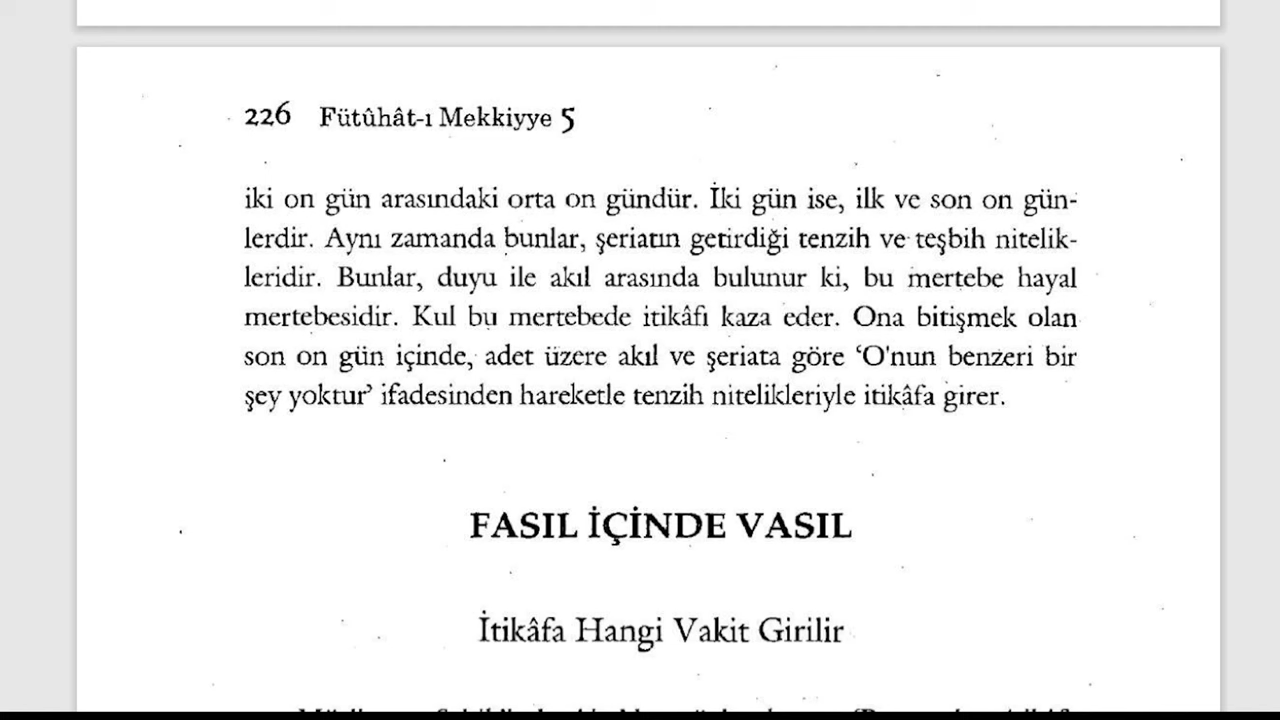 226 Fütûhât-ı Mekkiyye 5
iki on gün arasındaki orta on gündür. İki gün ise, ilk ve son on gün-
lerdir. Aynı zamanda bunlar, şeriatın getirdiği tenzih ve teşbih nitelik-
leridir. Bunlar, duyu ile akıl arasında bulunur ki, bu mertebe hayal
mertebesidir. Kul bu mertebede itikâfı kaza eder. Ona bitişmek olan
son on gün içinde, adet üzere akıl ve şeriata göre ‘O'nun benzeri bir
şey yoktur’ ifadesinden hareketle tenzih nitelikleriyle itikâfa girer.
FASIL İÇİNDE VASIL
İtikâfa Hangi Vakit Girilir